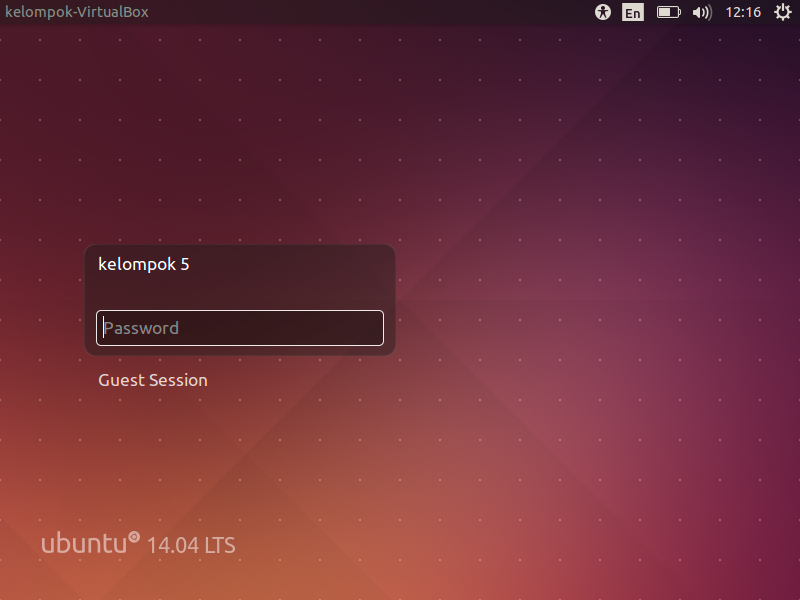 kelompok-VirtualBox
En
12:16
kelompok 5
Password
Guest Session
ubuntu 14.04 LTS